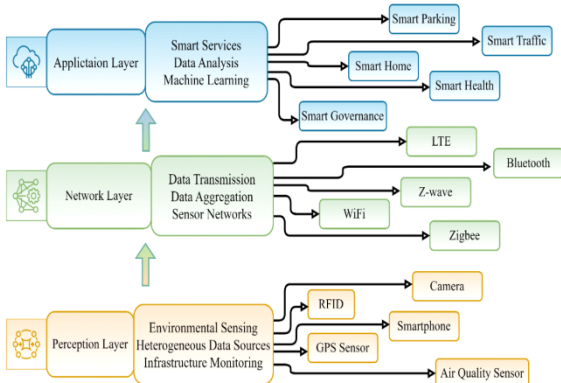 Smart Parking
Smart Traffic
Applictaion Layer
Smart Services
Data Analysis
Machine Learning
Smart Home
Smart Health
Smart Governance
LTE
Bluetooth
Network Layer
Data Transmission
Data Aggregation
Sensor Networks
Z-wave
WiFi
Zigbee
Camera
RFID
Perception Layer
Environmental Sensing
Heterogeneous Data Sources
Infrastructure Monitoring
Smartphone
GPS Sensor
Air Quality Sensor